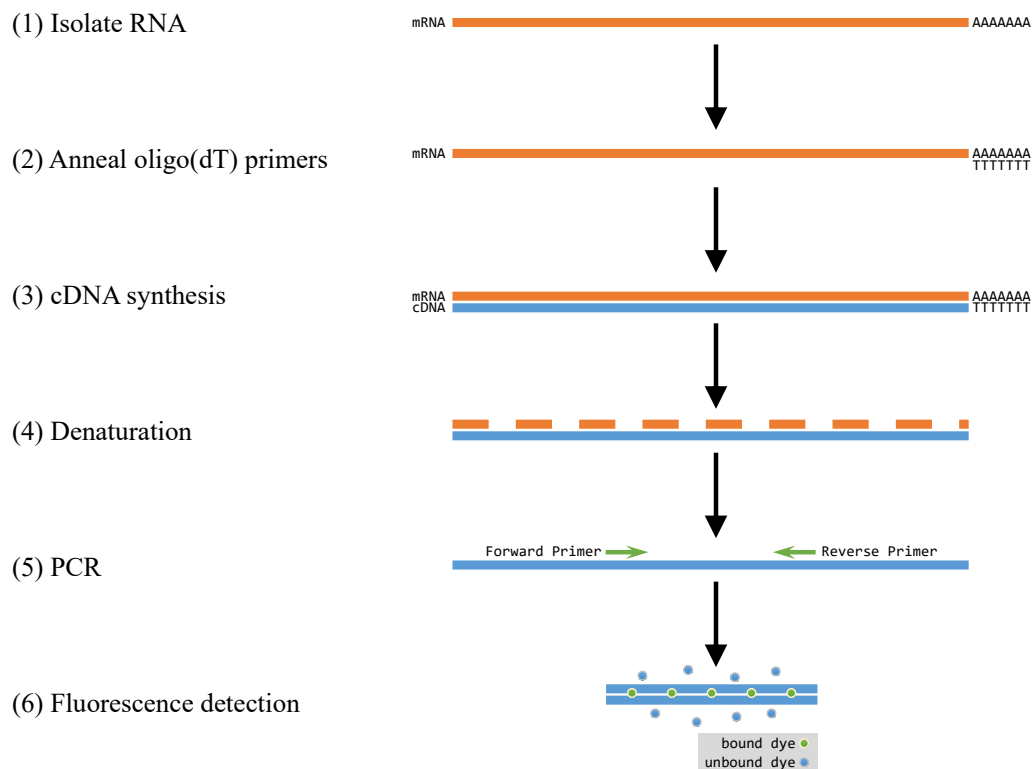 (1) Isolate RNA
mRNA AAAAAAA
(2) Anneal oligo(dT) primers
mRNA AAAAAAA
TTTTTTT
(3) cDNA synthesis
mRNA AAAAAAA
cDNA TTTTTTT
(4) Denaturation
(5) PCR
Forward Primer Reverse Primer
(6) Fluorescence detection
bound dye
unbound dye